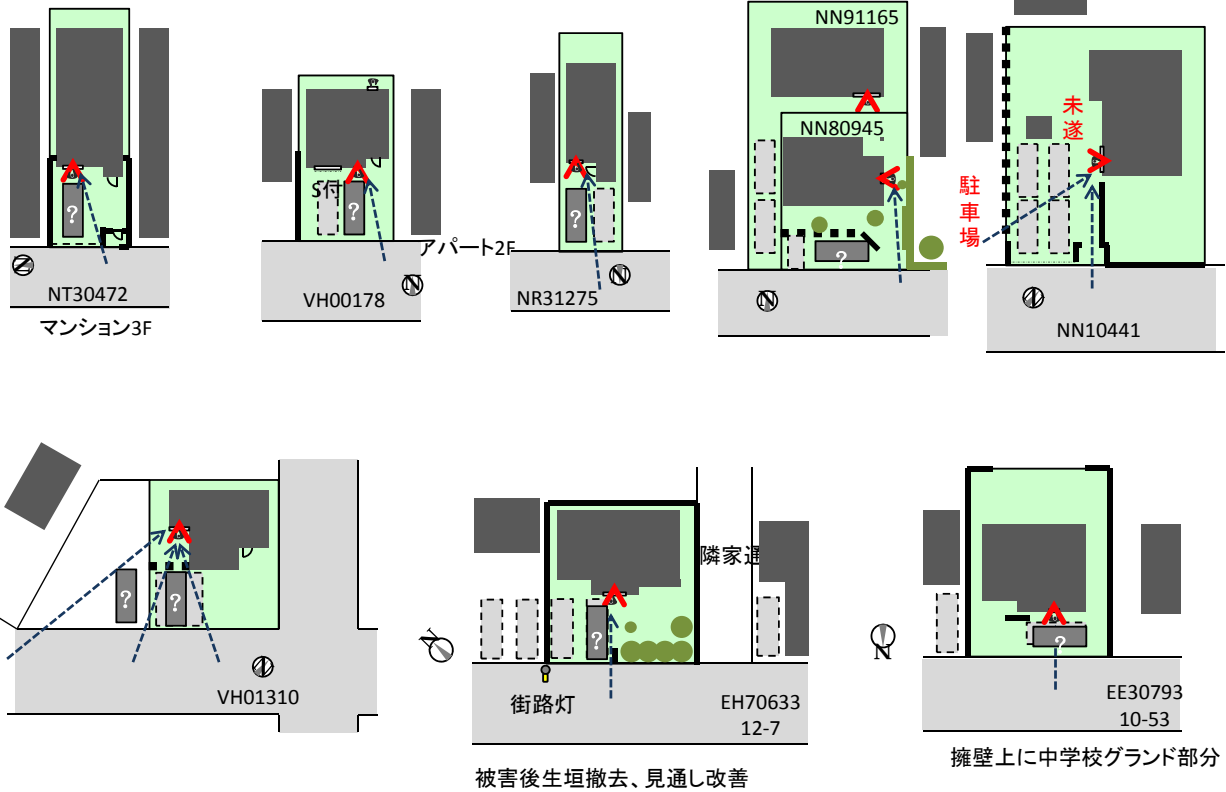 NT30472
マンション3F
?
S付
?
アパート2F
VH00178
N
?
NR31275
N
NN91165
NN80945
?
N
未遂
駐車場
NN10441
N
N
?
?
VH01310
N
隣家通
?
街路灯
EH70633
12-7
N
被害後生垣撤去、見通し改善
?
N
EE30793
10-53
擁壁上に中学校グランド部分